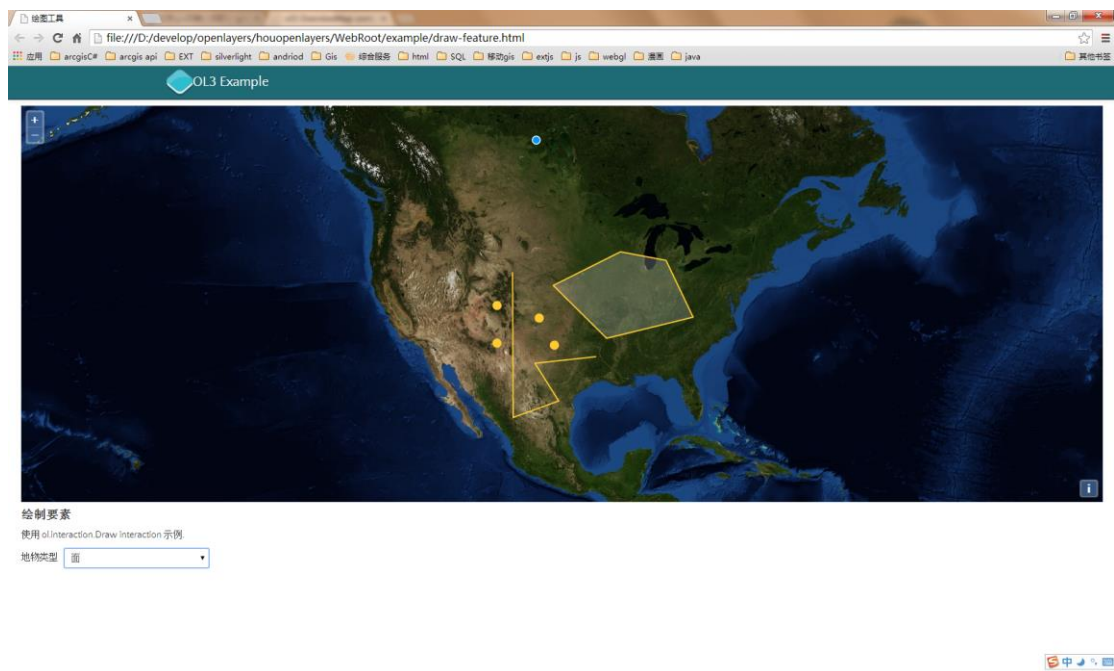 绘图工具
file:///D:/develop/openlayers/houopenlayers/WebRoot/example/draw-feature.html
应用 arcgisC# arcgis api EXT silverlight andriod Gis 综合服务 html SQL 移动gis extjs js webgl 漫画 java 其他书签
OL3 Example
+
−
i
绘制要素
使用 ol.interaction.Draw interaction 示例.
地物类型 面
中